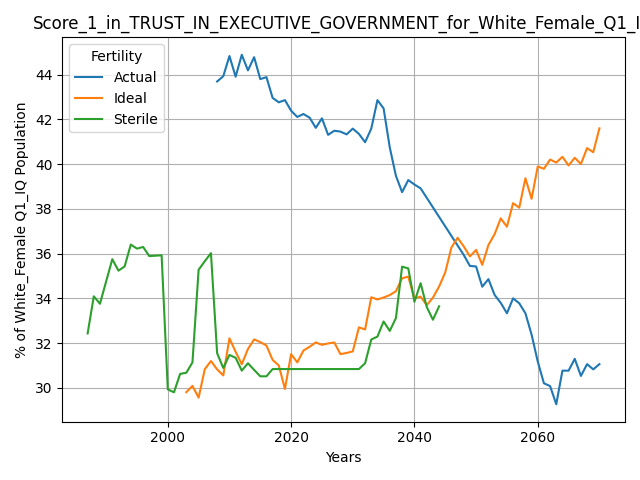 Score_1_in_TRUST_IN_EXECUTIVE_GOVERNMENT_for_White_Female_Q1_I
Fertility
Actual
Ideal
Sterile
% of White_Female Q1_IQ Population
44
42
40
38
36
34
32
30
2000
2020
2040
2060
Years